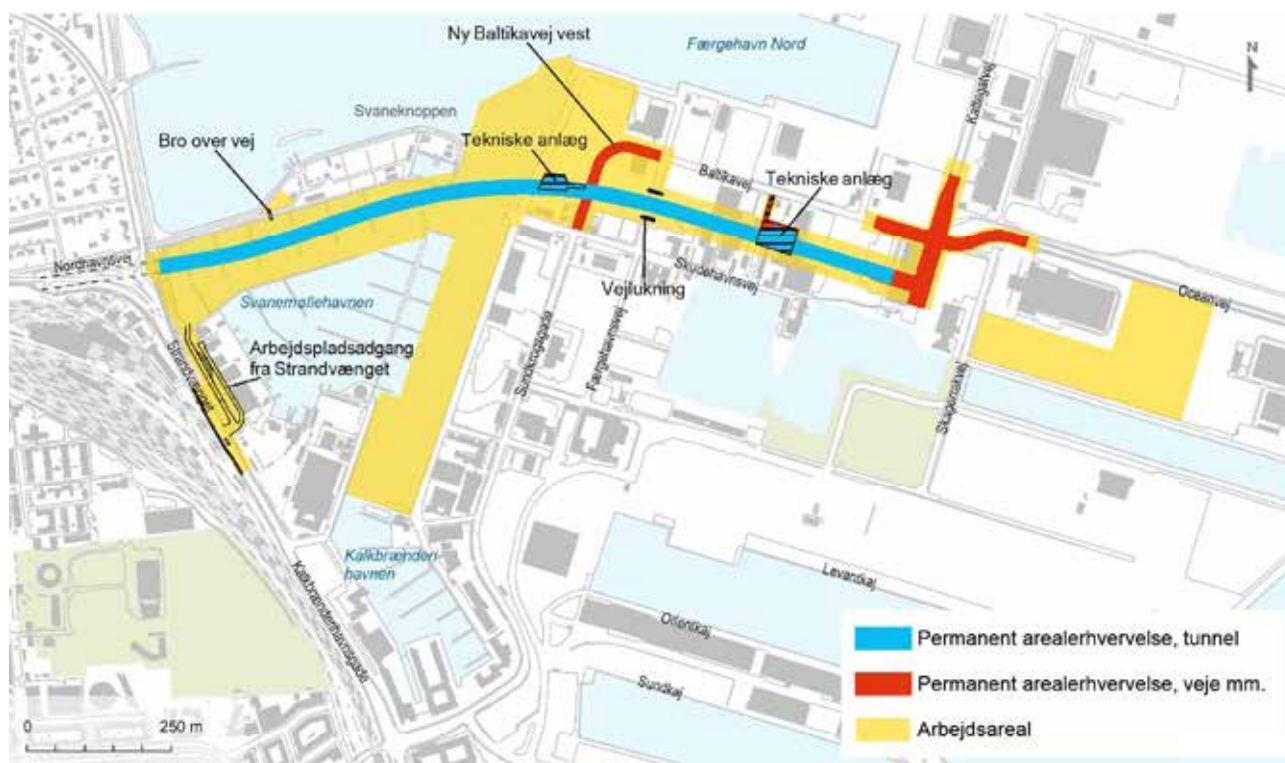 Ny Baltikavej vest
Færgehavn Nord
N
Kattegatvej
Svaneknoppen
Bro over vej
Tekniske anlæg
Baltikavej
Tekniske anlæg
Nordhavnsvej
Vejlukning
Skudehavnsvej
Oceanvej
Svanemøllehavnen
Strandvænget
Arbejdspladsadgang
fra Strandvænget
Sundkrogsgade
Færgehavnsvej
Skagensvej
Kalkbrænderi-
havnen
Kalkbrænderihavnsgade
Levantkaj
Orientkaj
Sundkaj
0
250 m
Permanent arealerhvervelse, tunnel
Permanent arealerhvervelse, veje mm.
Arbejdsareal